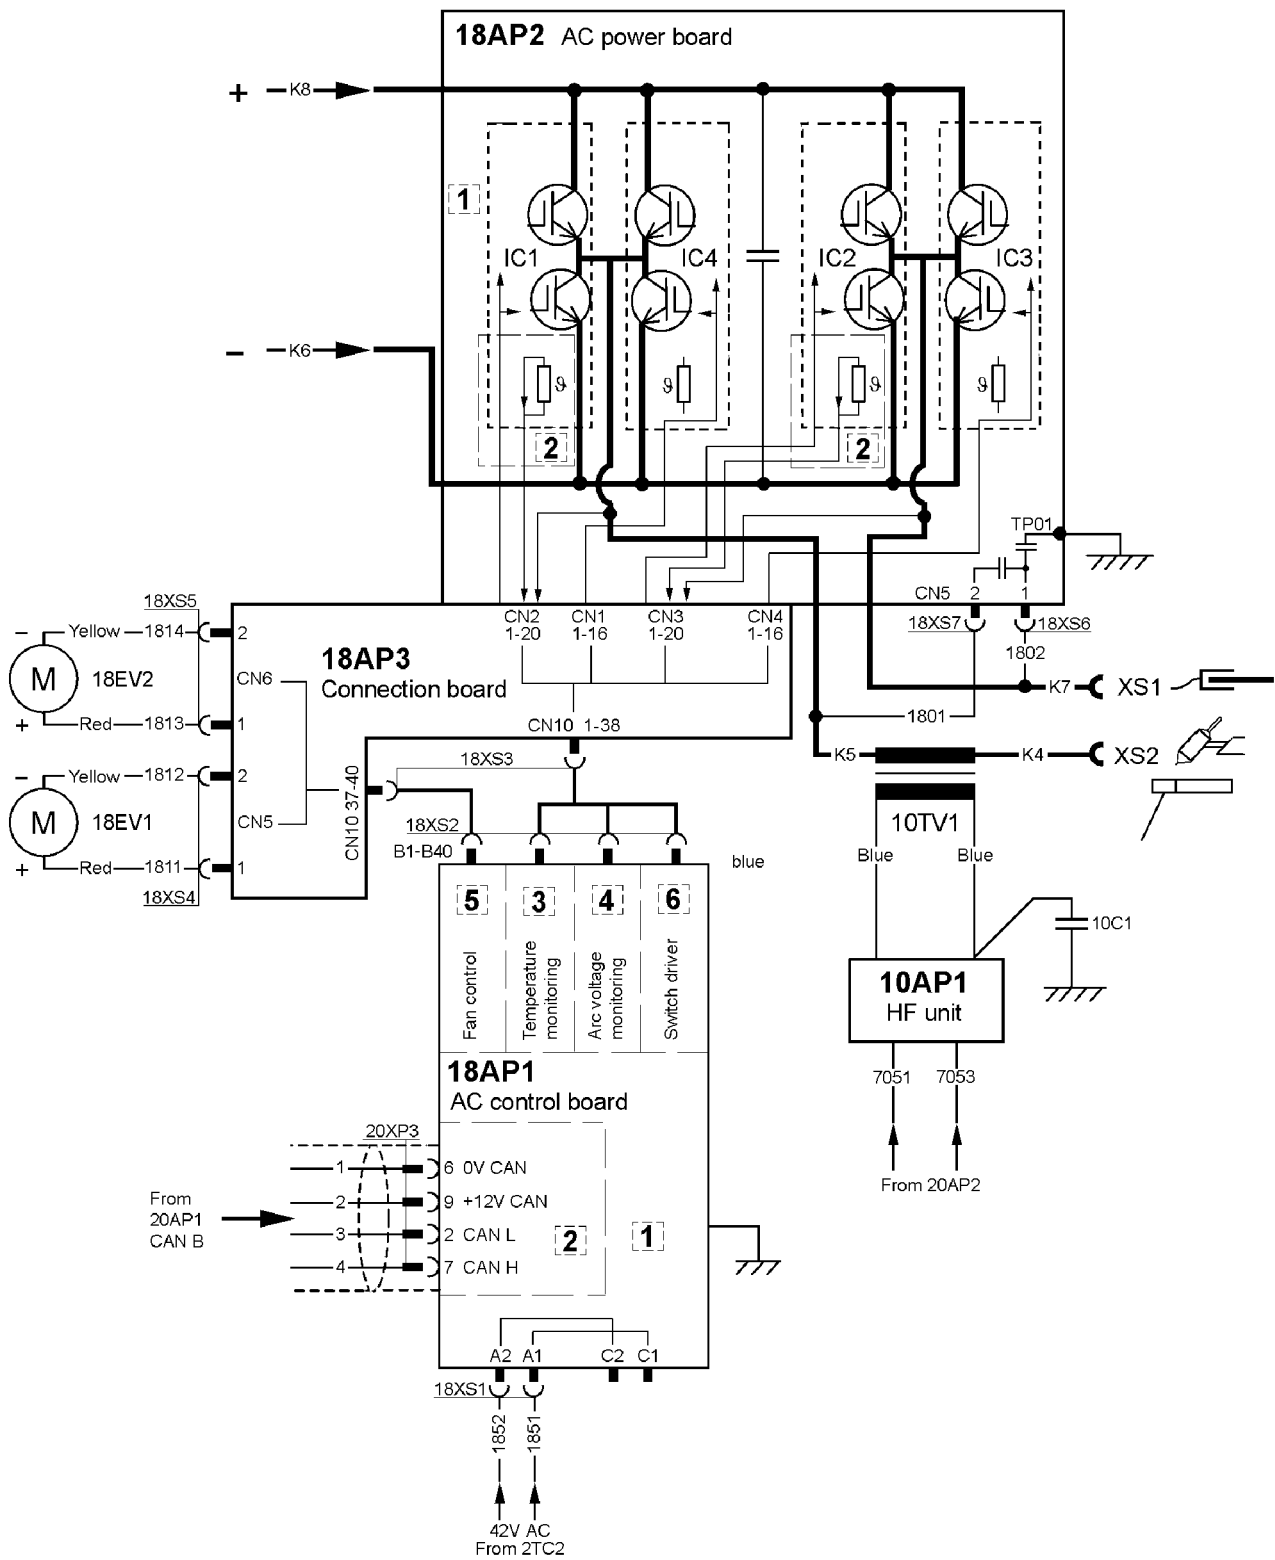 18AP2 AC power board
+ K8
1
IC1
IC4
IC2
IC3
- K6
ϑ
ϑ
ϑ
ϑ
2
2
TP01
CN5 2 1
18XS7 18XS6
1802
CN2 CN1 CN3 CN4
1-20 1-16 1-20 1-16
18XS5
- Yellow 1814 2
M 18EV2
CN6
+ Red 1813 1
18AP3
Connection board
CN10 1-38
K7 XS1
1801
K5 K4 XS2
10TV1
- Yellow 1812 2
M 18EV1
CN5
+ Red 1811 1
18XS4
CN10 37-40
18XS3
18XS2
B1-B40
blue
Blue Blue
10C1
5 3 4 6
Fan control
Temperature
monitoring
Arc voltage
monitoring
Switch driver
10AP1
HF unit
7051 7053
From 20AP2
18AP1
AC control board
20XP3
1 6 0V CAN
2 9 +12V CAN
3 2 CAN L
4 7 CAN H
From
20AP1
CAN B
2
1
A2 A1 C2 C1
18XS1
1852
1851
42V AC
From 2TC2